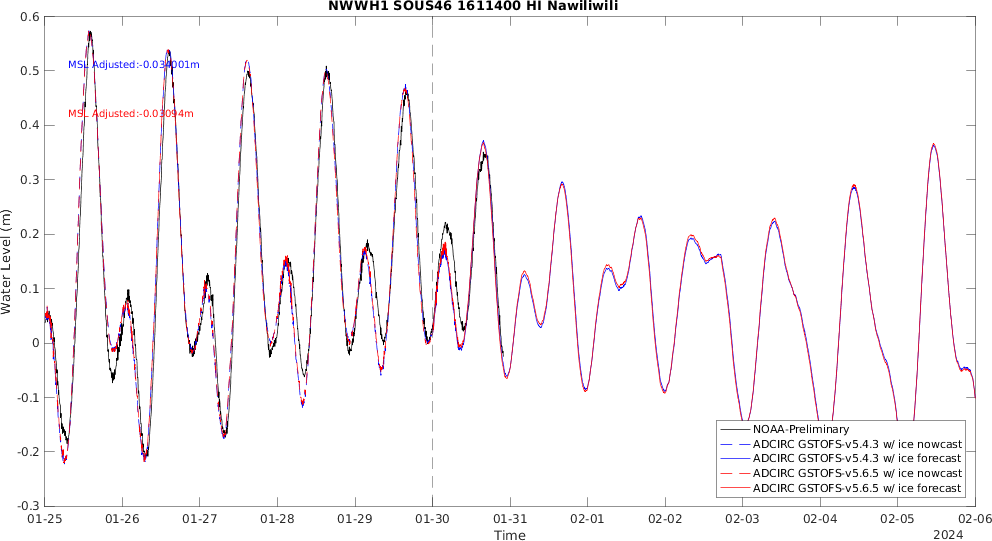 NWWH1 SOUS46 1611400 HI Nawiliwili
0.6
0.5
0.4
0.3
0.2
0.1
0
-0.1
-0.2
-0.3
Water Level (m)
MSL Adjusted:-0.034001m
MSL Adjusted:-0.03094m
NOAA-Preliminary
ADCIRC GSTOFS-v5.4.3 w/ ice nowcast
ADCIRC GSTOFS-v5.4.3 w/ ice forecast
ADCIRC GSTOFS-v5.6.5 w/ ice nowcast
ADCIRC GSTOFS-v5.6.5 w/ ice forecast
01-25 01-26 01-27 01-28 01-29 01-30 01-31 02-01 02-02 02-03 02-04 02-05 02-06
Time
2024